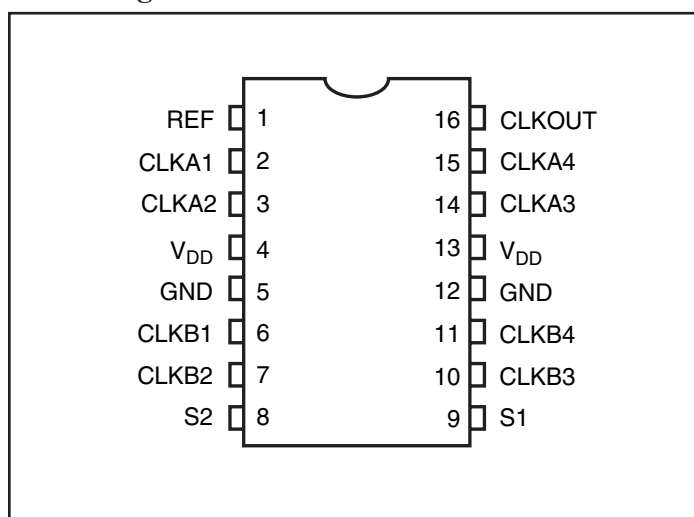 REF 1 16 CLKOUT
CLKA1 2 15 CLKA4
CLKA2 3 14 CLKA3
VDD 4 13 VDD
GND 5 12 GND
CLKB1 6 11 CLKB4
CLKB2 7 10 CLKB3
S2 8 9 S1